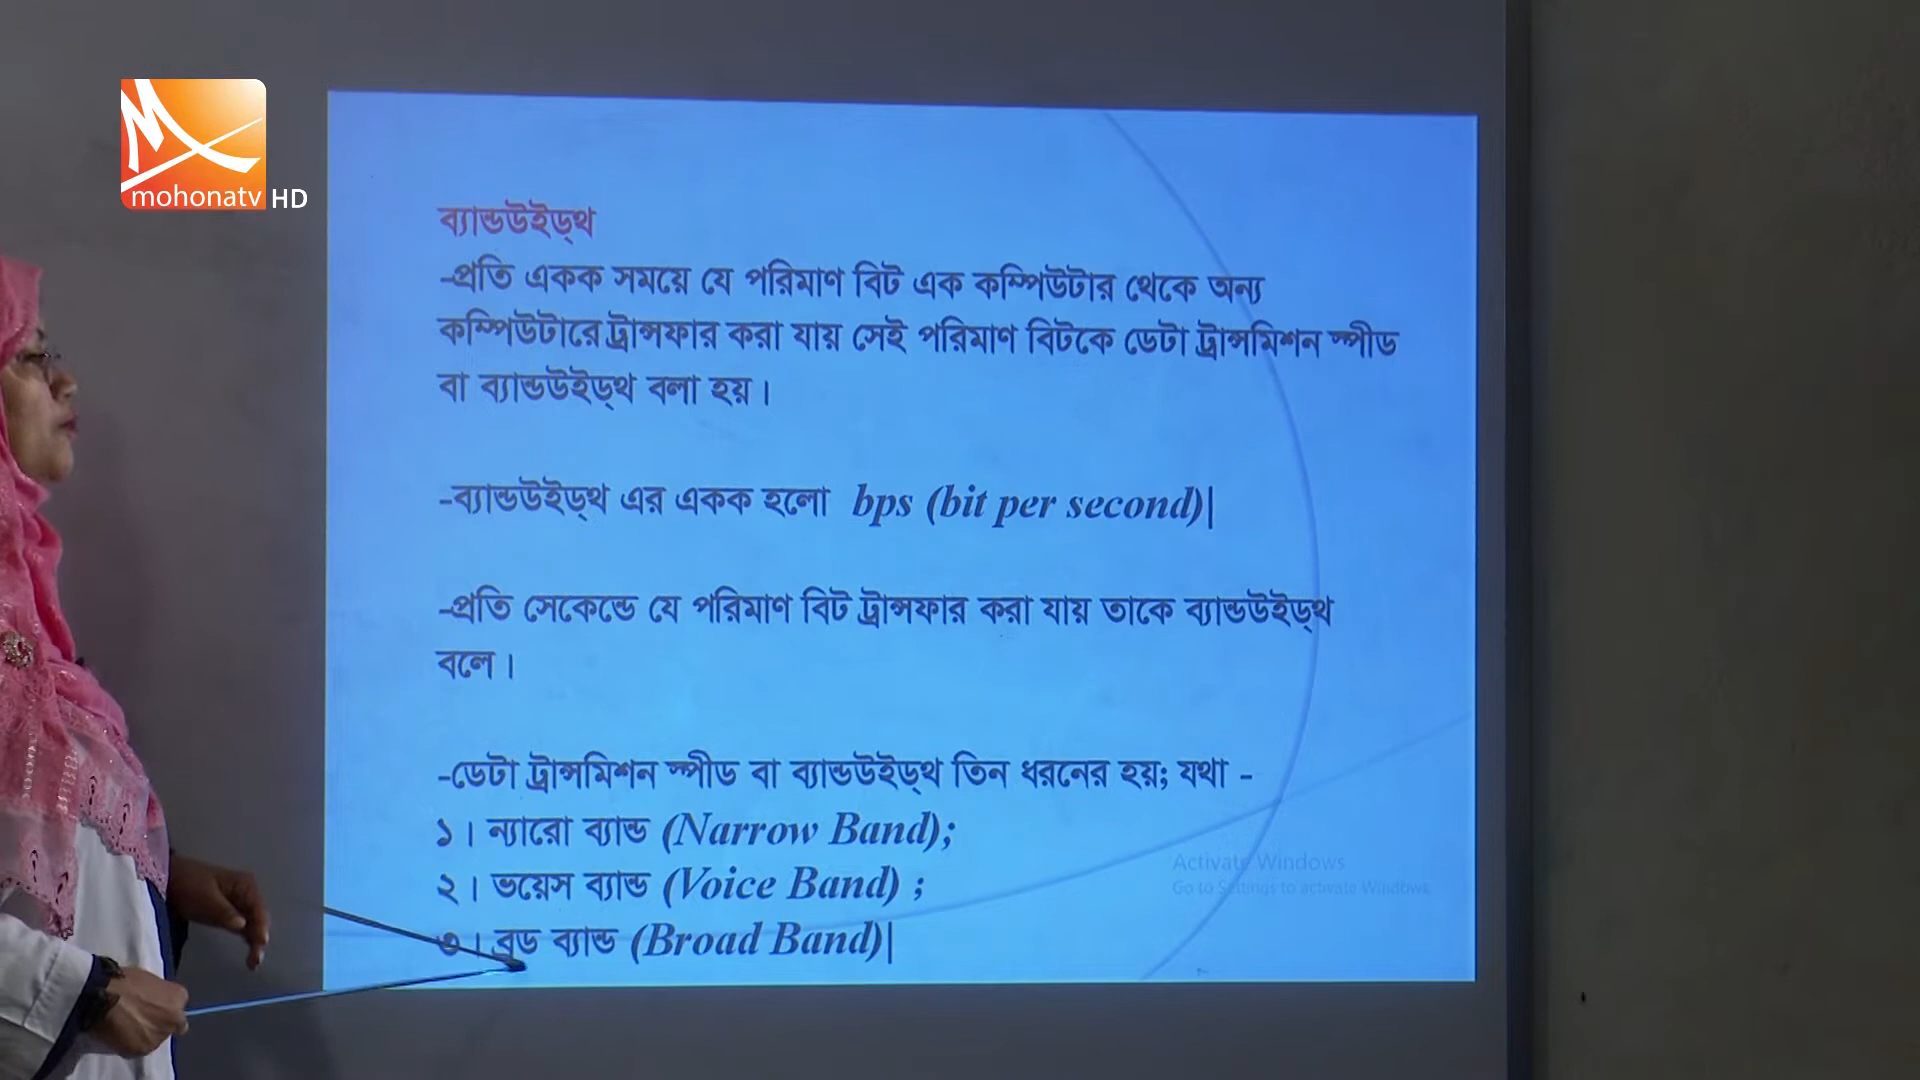 mohonatv HD
ব্যান্ডউইড্থ
-প্রতি একক সময়ে যে পরিমাণ বিট এক কম্পিউটার থেকে অন্য
কম্পিউটারে ট্রান্সফার করা যায় সেই পরিমাণ বিটকে ডেটা ট্রান্সমিশন স্পীড
বা ব্যান্ডউইড্থ বলা হয়।
-ব্যান্ডউইড্থ এর একক হলো bps (bit per second)|
-প্রতি সেকেন্ডে যে পরিমাণ বিট ট্রান্সফার করা যায় তাকে ব্যান্ডউইড্থ
বলে।
-ডেটা ট্রান্সমিশন স্পীড বা ব্যান্ডউইড্থ তিন ধরনের হয়; যথা -
১। ন্যারো ব্যান্ড (Narrow Band);
২। ভয়েস ব্যান্ড (Voice Band) ;
৩। ব্রড ব্যান্ড (Broad Band)|
Activate Windows
Go to Settings to activate Windows.